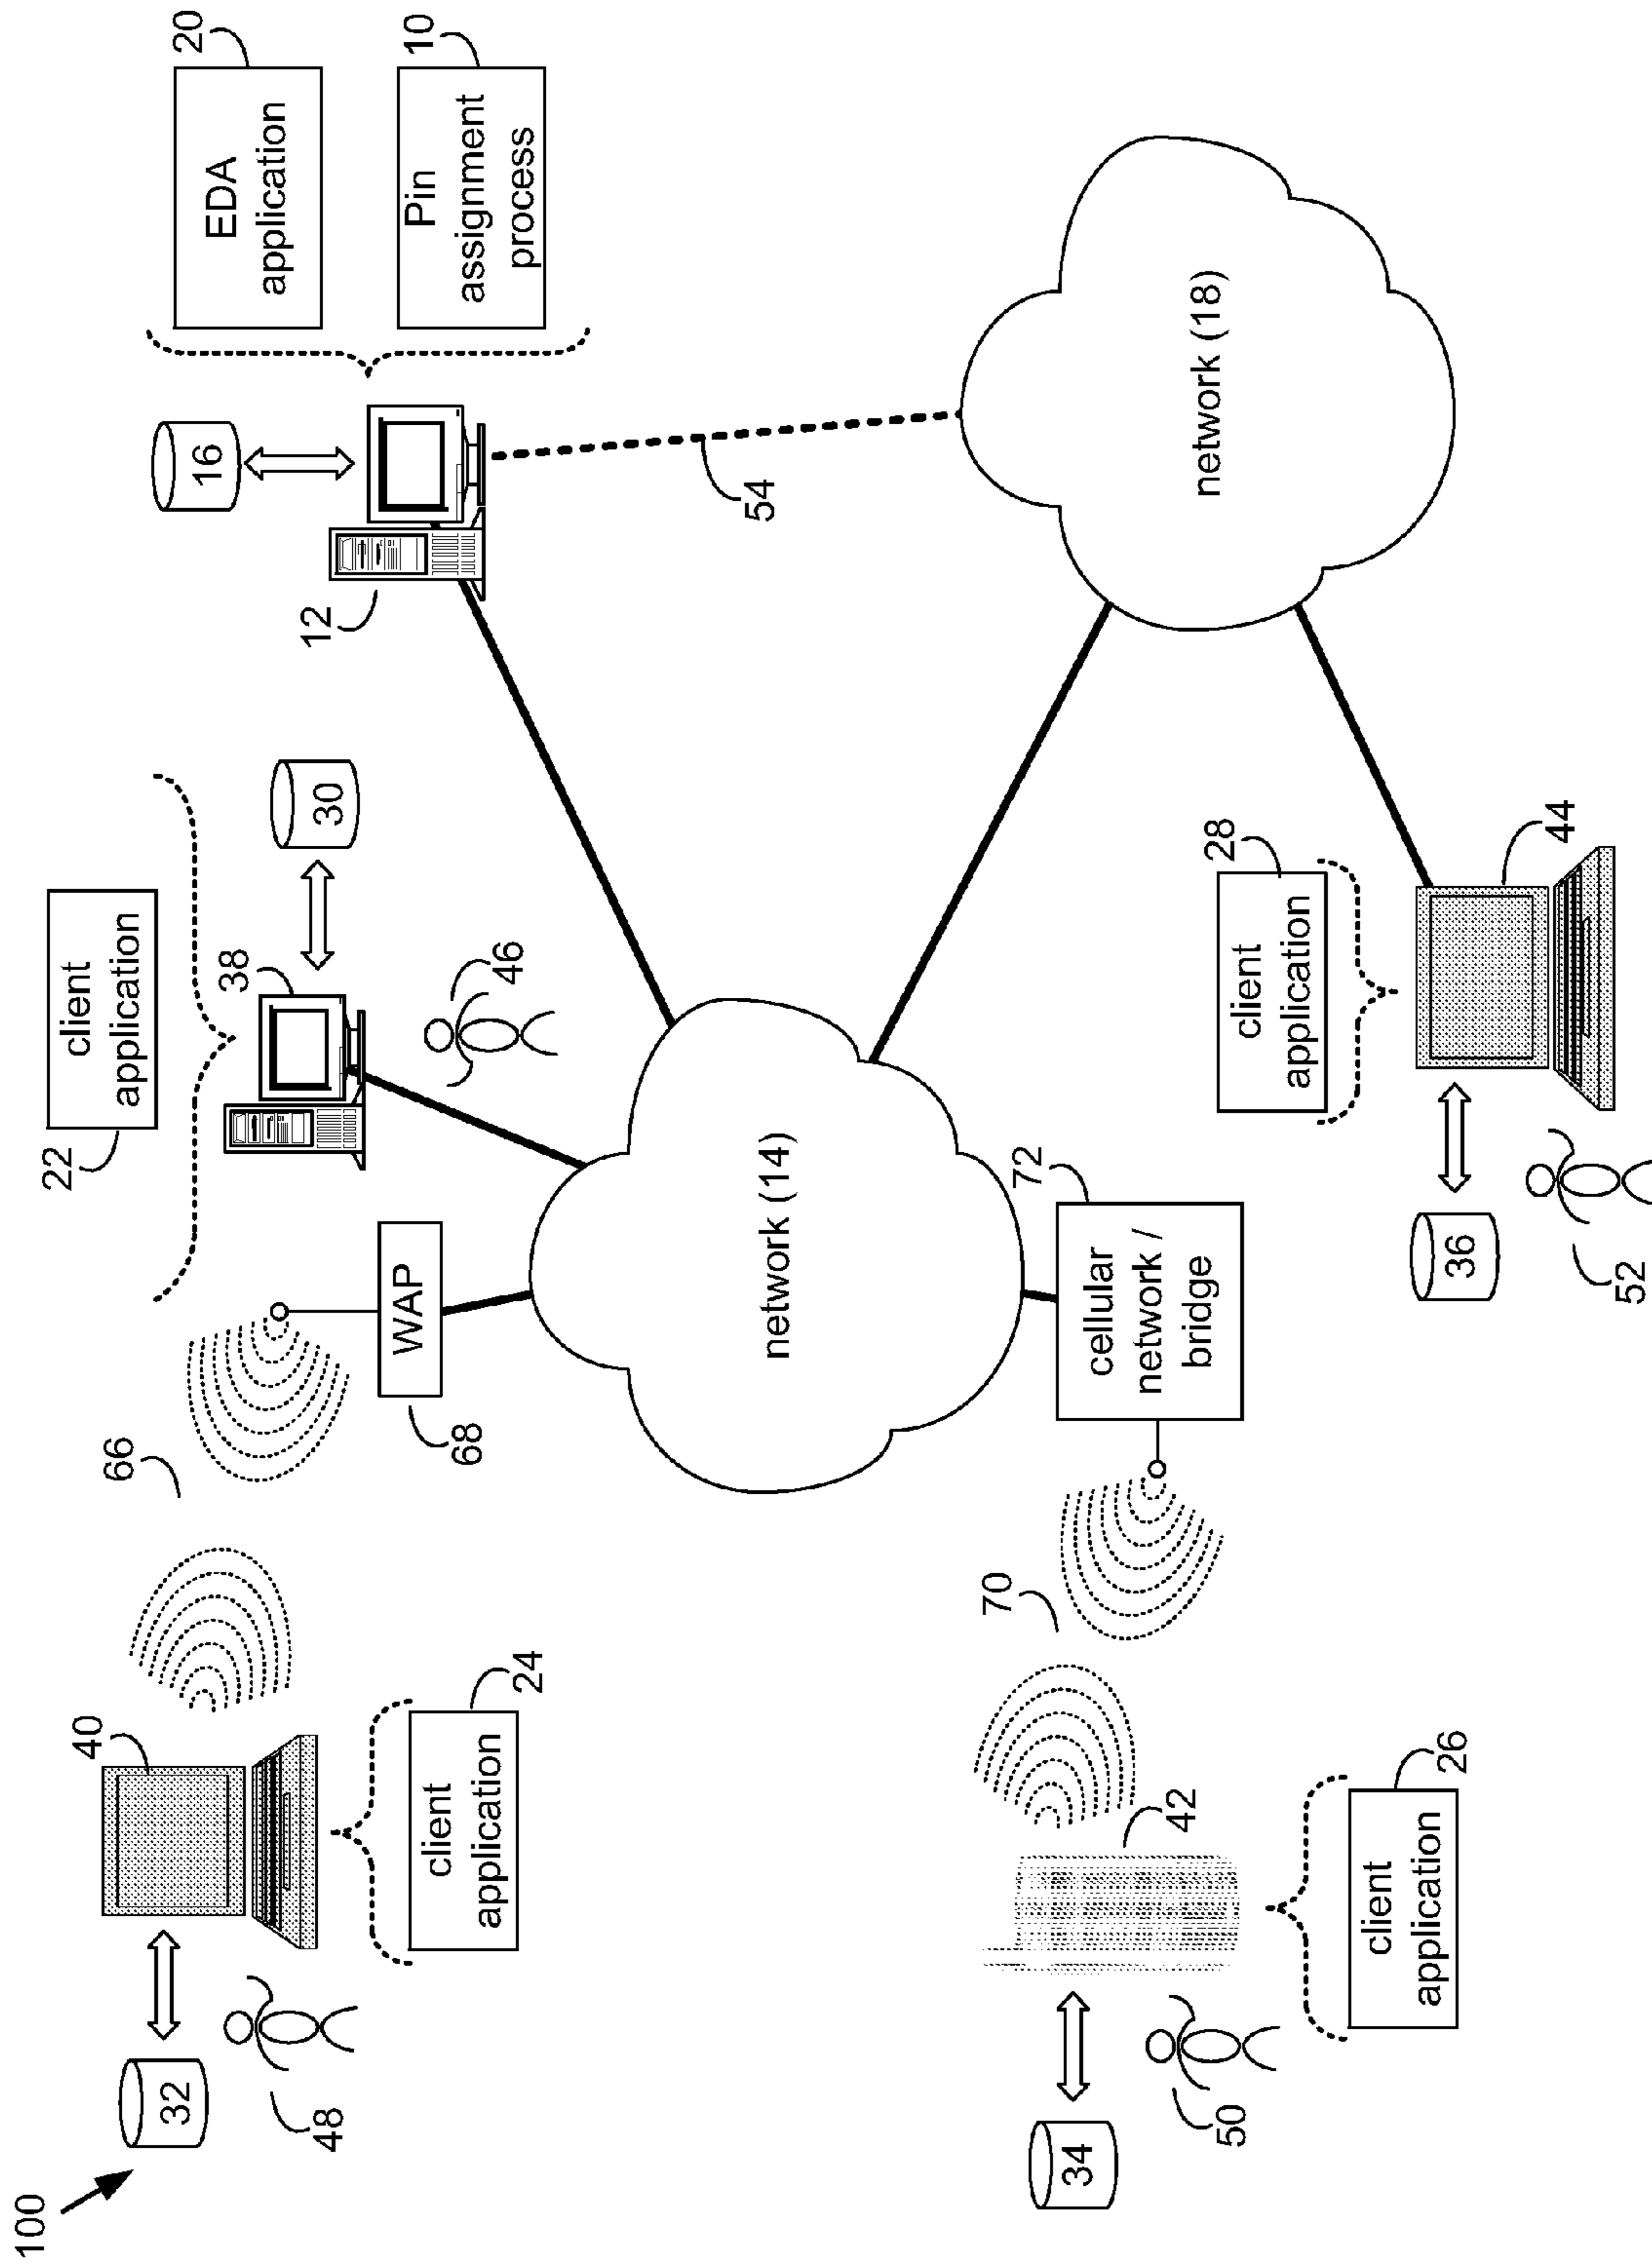 100
32
40
48
client
application
24
66
WAP
68
client
application
22
38
30
46
16
12
EDA
application
20
Pin
assignment
process
10
54
network (14)
network (18)
34
42
50
client
application
26
70
cellular
network /
bridge
72
client
application
28
44
36
52